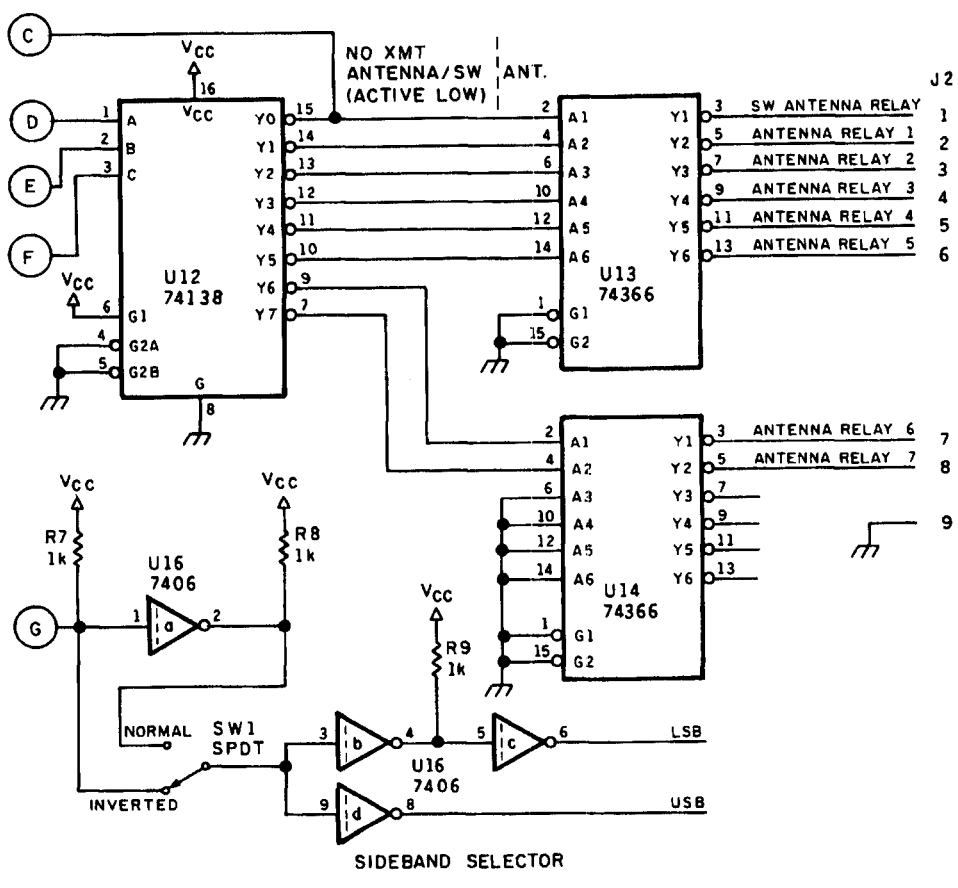 C
VCC
16
VCC
NO XMT
ANTENNA/SW
(ACTIVE LOW)
ANT.
J2
D
1 A
Y0 15
2 A1
Y1 3
SW ANTENNA RELAY
1
E
2 B
Y1 14
4 A2
Y2 5
ANTENNA RELAY 1
2
3 C
Y2 13
6 A3
Y3 7
ANTENNA RELAY 2
3
Y3 12
10 A4
Y4 9
ANTENNA RELAY 3
4
F
Y4 11
12 A5
Y5 11
ANTENNA RELAY 4
5
Y5 10
14 A6
Y6 13
ANTENNA RELAY 5
6
U12
74138
Y6 9
Y7 7
U13
74366
VCC
6 G1
4 G2A
5 G2B
G
8
1 G1
15 G2
2 A1
Y1 3
ANTENNA RELAY 6
7
4 A2
Y2 5
ANTENNA RELAY 7
8
6 A3
Y3 7
10 A4
Y4 9
9
12 A5
Y5 11
14 A6
Y6 13
U14
74366
1 G1
15 G2
VCC
R7
1k
VCC
R8
1k
U16
7406
G
1 a 2
VCC
R9
1k
NORMAL
SW1
SPDT
INVERTED
3 b 4
5 c 6
LSB
U16
7406
9 d 8
USB
SIDEBAND SELECTOR